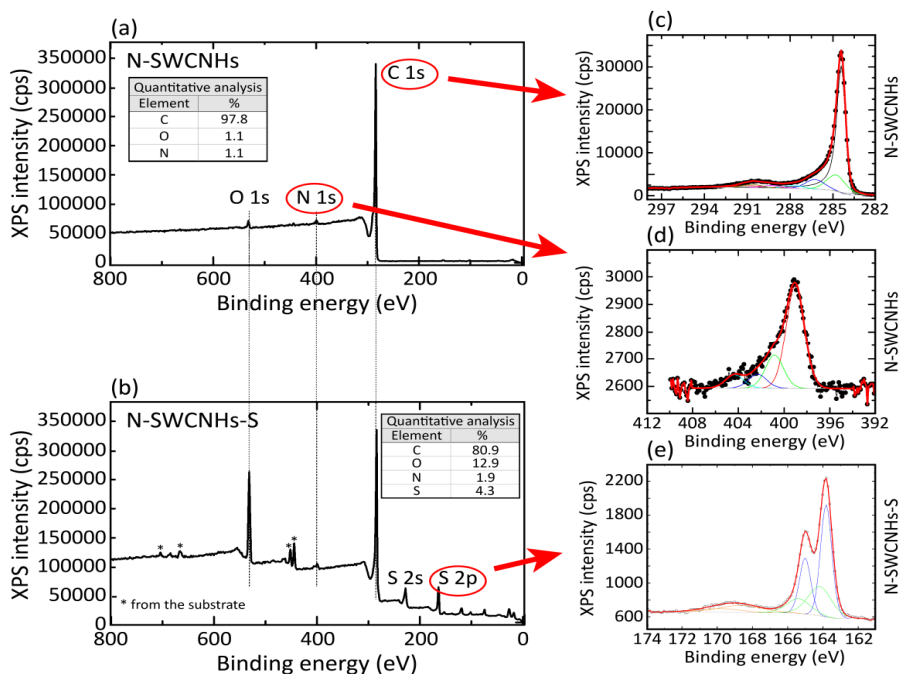 (a)
N-SWCNHs
Quantitative analysis
Element %
C 97.8
O 1.1
N 1.1
C 1s
O 1s
N 1s
XPS intensity (cps)
350000
300000
250000
200000
150000
100000
50000
0
800 600 400 200 0
Binding energy (eV)
(b)
N-SWCNHs-S
Quantitative analysis
Element %
C 80.9
O 12.9
N 1.9
S 4.3
* * * *
S 2s
S 2p
* from the substrate
XPS intensity (cps)
350000
300000
250000
200000
150000
100000
50000
0
800 600 400 200 0
Binding energy (eV)
(c)
XPS intensity (cps)
30000
20000
10000
0
297 294 291 288 285 282
Binding energy (eV)
N-SWCNHs
(d)
XPS intensity (cps)
3000
2900
2800
2700
2600
412 408 404 400 396 392
Binding energy (eV)
N-SWCNHs
(e)
XPS intensity (cps)
2200
1800
1400
1000
600
174 172 170 168 166 164 162
Binding energy (eV)
N-SWCNHs-S